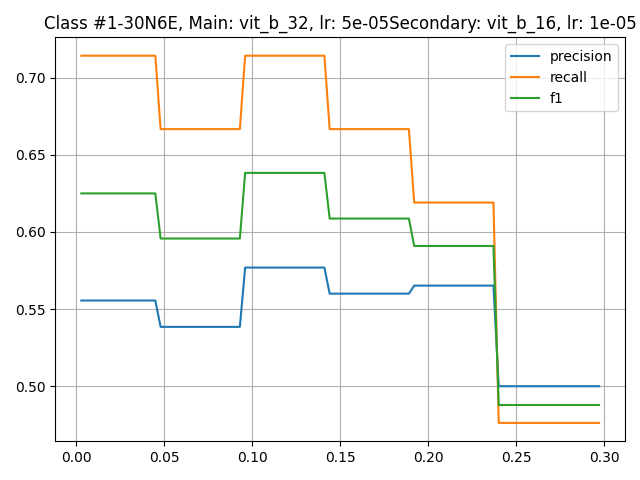 Class #1-30N6E, Main: vit_b_32, lr: 5e-05Secondary: vit_b_16, lr: 1e-05
precision
recall
f1
0.70
0.65
0.60
0.55
0.50
0.00 0.05 0.10 0.15 0.20 0.25 0.30